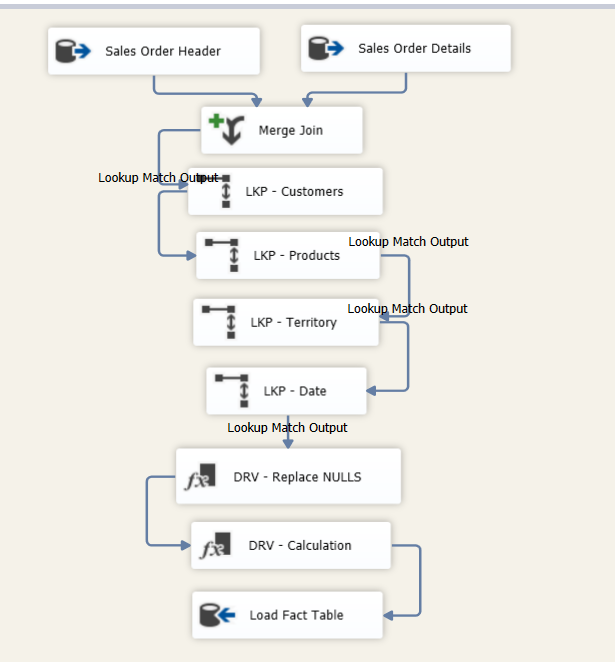 Sales Order Header
Sales Order Details
Merge Join
Lookup Match Output
LKP - Customers
Lookup Match Output
LKP - Products
Lookup Match Output
LKP - Territory
LKP - Date
Lookup Match Output
DRV - Replace NULLS
DRV - Calculation
Load Fact Table